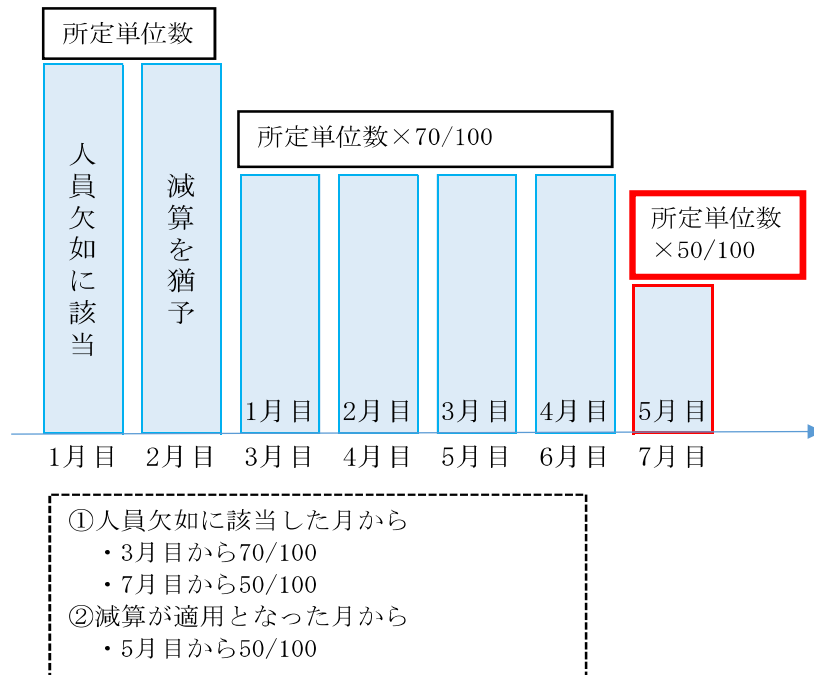 所定単位数
所定単位数×70/100
所定単位数
×50/100
人員欠如に該当
減算を猶予
1月目 2月目 3月目 4月目 5月目
1月目 2月目 3月目 4月目 5月目 6月目 7月目
①人員欠如に該当した月から
・3月目から70/100
・7月目から50/100
②減算が適用となった月から
・5月目から50/100